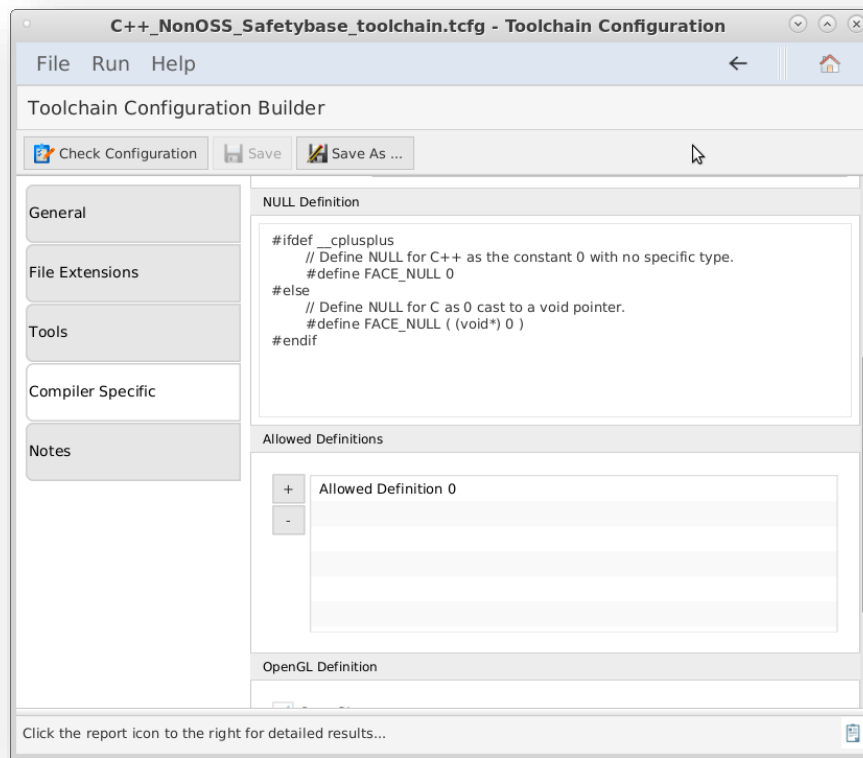 C++_NonOSS_Safetybase_toolchain.tcfg - Toolchain Configuration
File Run Help
Toolchain Configuration Builder
Check Configuration Save Save As ...
General
File Extensions
Tools
Compiler Specific
Notes
NULL Definition
#ifdef __cplusplus
// Define NULL for C++ as the constant 0 with no specific type.
#define FACE_NULL 0
#else
// Define NULL for C as 0 cast to a void pointer.
#define FACE_NULL ( (void*) 0 )
#endif
Allowed Definitions
+
-
Allowed Definition 0
OpenGL Definition
Click the report icon to the right for detailed results...